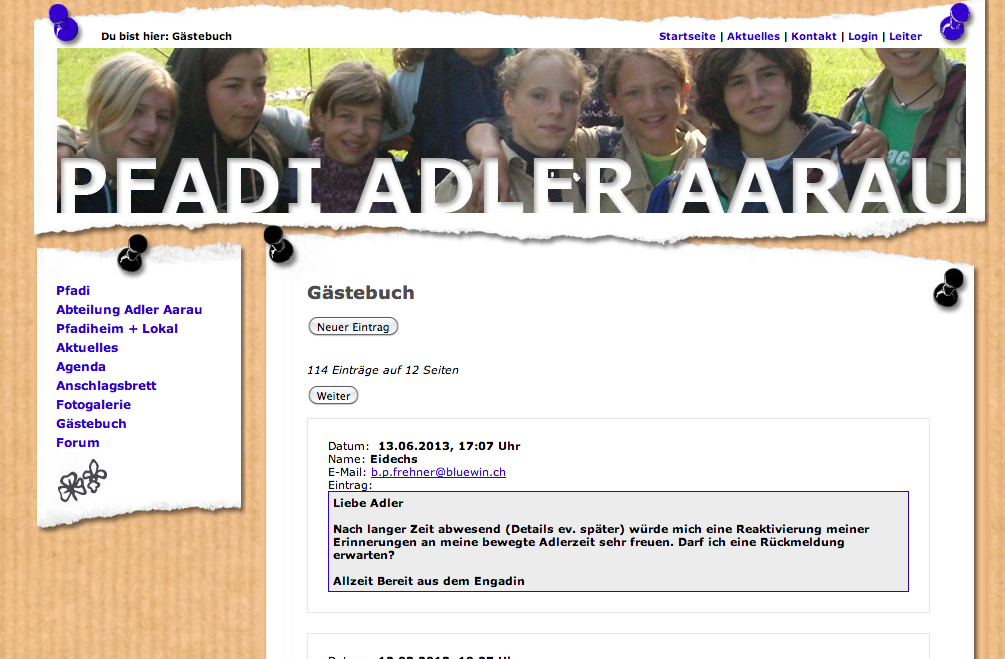 Du bist hier: Gästebuch
Startseite | Aktuelles | Kontakt | Login | Leiter
PFADI ADLER AARAU
Pfadi
Abteilung Adler Aarau
Pfadiheim + Lokal
Aktuelles
Agenda
Anschlagsbrett
Fotogalerie
Gästebuch
Forum
Gästebuch
Neuer Eintrag
114 Einträge auf 12 Seiten
Weiter
Datum: 13.06.2013, 17:07 Uhr
Name: Eidechs
E-Mail: b.p.frehner@bluewin.ch
Eintrag:
Liebe Adler
Nach langer Zeit abwesend (Details ev. später) würde mich eine Reaktivierung meiner
Erinnerungen an meine bewegte Adlerzeit sehr freuen. Darf ich eine Rückmeldung
erwarten?
Allzeit Bereit aus dem Engadin